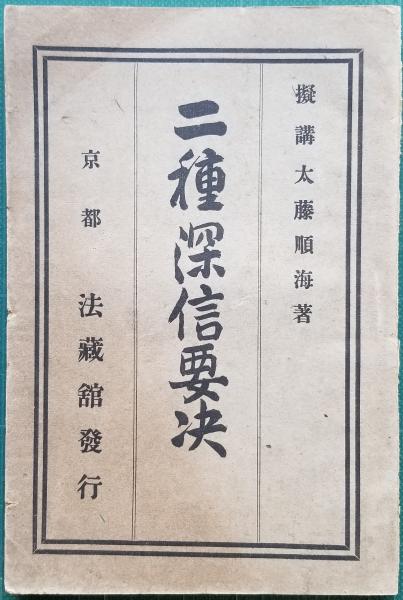 擬講太藤順海著
二種深信要决
京都 法藏舘發行